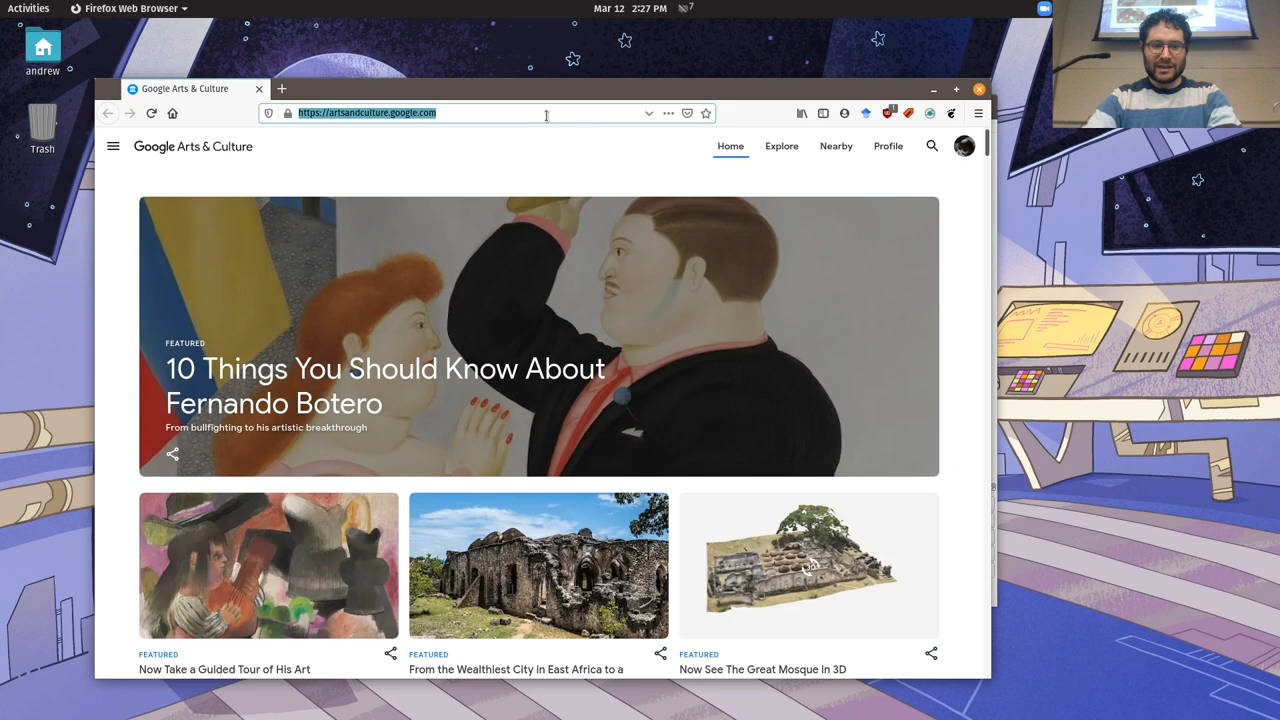 Activities
Firefox Web Browser
Mar 12 2:27 PM
7
andrew
Trash
Google Arts & Culture
https://artsandculture.google.com
1
Google Arts & Culture
Home
Explore
Nearby
Profile
FEATURED
10 Things You Should Know About
Fernando Botero
From bullfighting to his artistic breakthrough
FEATURED
Now Take a Guided Tour of His Art
FEATURED
From the Wealthiest City in East Africa to a
FEATURED
Now See The Great Mosque in 3D